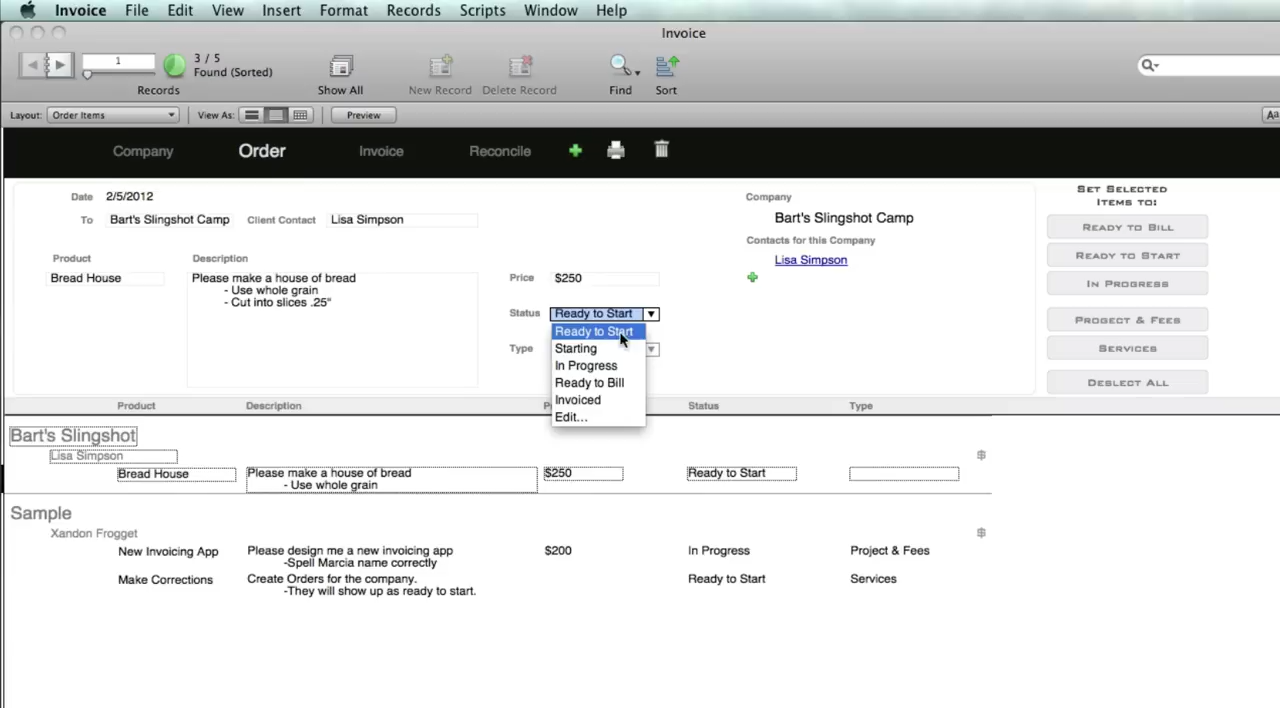 Invoice File Edit View Insert Format Records Scripts Window Help
Invoice
1
3 / 5
Found (Sorted)
Records
Show All
New Record
Delete Record
Find
Sort
Layout: Order Items
View As:
Preview
Aa
Company Order Invoice Reconcile
Date 2/5/2012
To Bart's Slingshot Camp Client Contact Lisa Simpson
Product Description
Bread House
Please make a house of bread
- Use whole grain
- Cut into slices .25"
Price $250
Status Ready to Start
Ready to Start
Starting
In Progress
Ready to Bill
Invoiced
Edit...
Type
Company
Bart's Slingshot Camp
Contacts for this Company
Lisa Simpson
Set Selected
Items to:
Ready to Bill
Ready to Start
In Progress
Progect & Fees
Services
Deslect All
Product Description P Status Type
Bart's Slingshot
Lisa Simpson
Bread House Please make a house of bread $250 Ready to Start
- Use whole grain
Sample
Xandon Frogget
New Invoicing App Please design me a new invoicing app $200 In Progress Project & Fees
-Spell Marcia name correctly
Make Corrections Create Orders for the company. Ready to Start Services
-They will show up as ready to start.